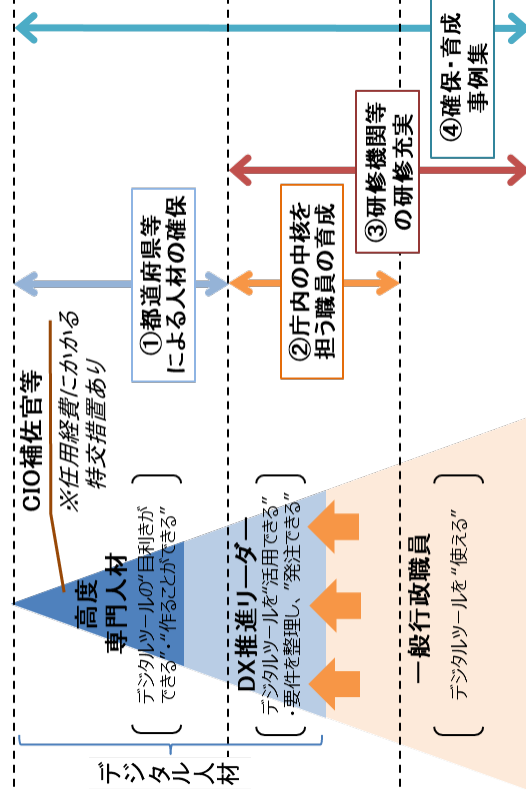 デジタル人材
CIO補佐官等
※任用経費にかかる
特交措置あり
高度
専門人材
デジタルツールの“目利きが
できる”・“作ることができる”
DX推進リーダー
デジタルツールを“活用できる”
・要件を整理し、“発注できる”
一般行政職員
デジタルツールを“使える”
①都道府県等
による人材の確保
②庁内の中核を
担う職員の育成
③研修機関等
の研修充実
④確保・育成
事例集